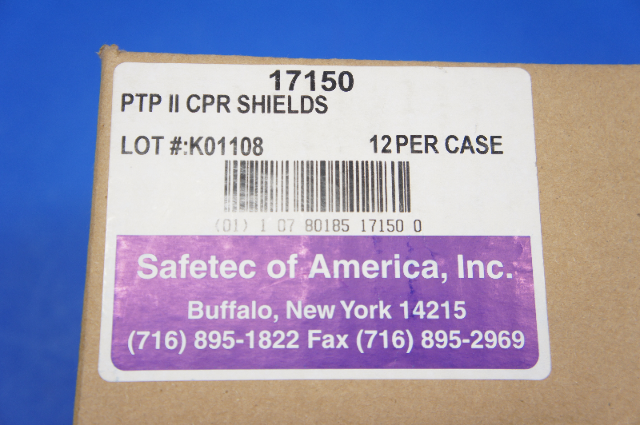 17150
PTP II CPR SHIELDS
LOT #:K01108 12 PER CASE
(01) 1 07 80185 17150 0
Safetec of America, Inc.
Buffalo, New York 14215
(716) 895-1822 Fax (716) 895-2969